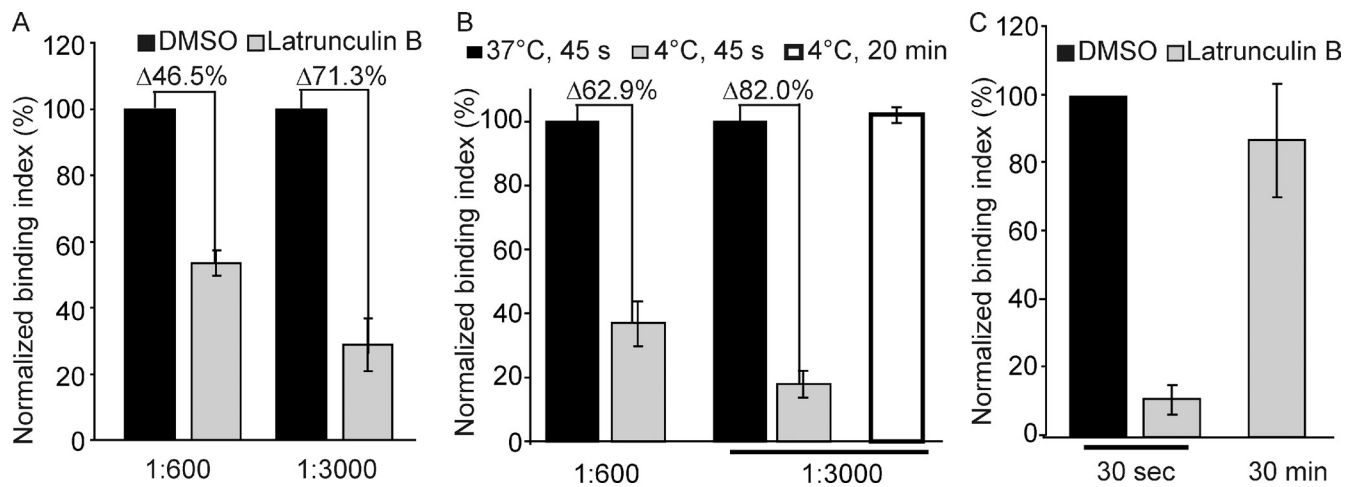 A
DMSO Latrunculin B
Normalized binding index (%)
120
100
80
60
40
20
0
Δ46.5%
Δ71.3%
1:600
1:3000
B
37°C, 45 s 4°C, 45 s 4°C, 20 min
Normalized binding index (%)
100
80
60
40
20
0
Δ62.9%
Δ82.0%
1:600
1:3000
C
DMSO Latrunculin B
Normalized binding index (%)
120
100
80
60
40
20
0
30 sec
30 min